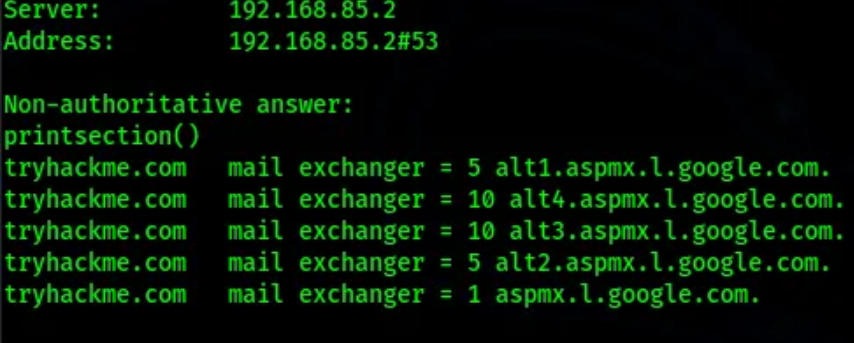 Server: 192.168.85.2
Address: 192.168.85.2#53
Non-authoritative answer:
printsection()
tryhackme.com mail exchanger = 5 alt1.aspmx.l.google.com.
tryhackme.com mail exchanger = 10 alt4.aspmx.l.google.com.
tryhackme.com mail exchanger = 10 alt3.aspmx.l.google.com.
tryhackme.com mail exchanger = 5 alt2.aspmx.l.google.com.
tryhackme.com mail exchanger = 1 aspmx.l.google.com.